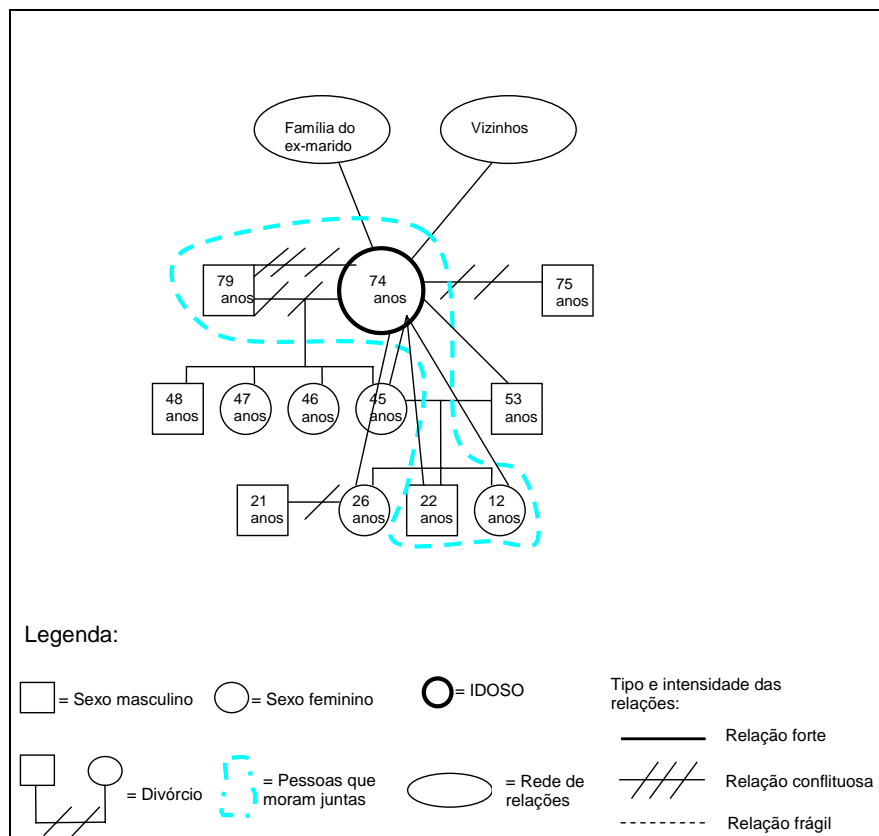 Família do
ex-marido
Vizinhos
79
anos
74
anos
75
anos
48
anos
47
anos
46
anos
45
anos
53
anos
21
anos
26
anos
22
anos
12
anos
Legenda:
= Sexo masculino
= Sexo feminino
= IDOSO
Tipo e intensidade das
relações:
Relação forte
= Divórcio
= Pessoas que
moram juntas
= Rede de
relações
Relação conflituosa
Relação frágil